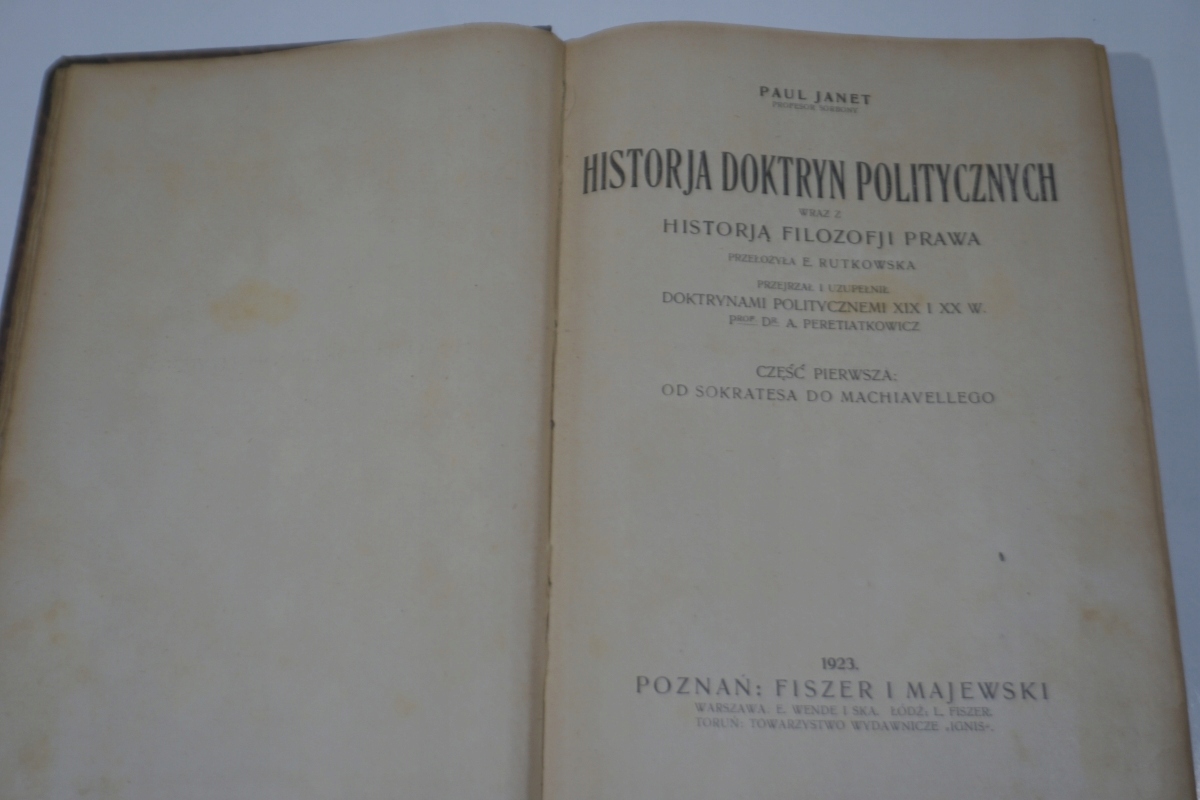 PAUL JANET
PROFESOR SORBONY
HISTORJA DOKTRYN POLITYCZNYCH
WRAZ Z
HISTORJĄ FILOZOFJI PRAWA
PRZEŁOŻYŁA E. RUTKOWSKA
PRZEJRZAŁ I UZUPEŁNIŁ
DOKTRYNAMI POLITYCZNEMI XIX I XX W.
PROF. DR. A. PERETIATKOWICZ
CZĘŚĆ PIERWSZA:
OD SOKRATESA DO MACHIAVELLEGO
1923.
POZNAŃ: FISZER I MAJEWSKI
WARSZAWA E. WENDE I SKA. ŁÓDŹ: L. FISZER.
TORUŃ: TOWARZYSTWO WYDAWNICZE „IGNIS".